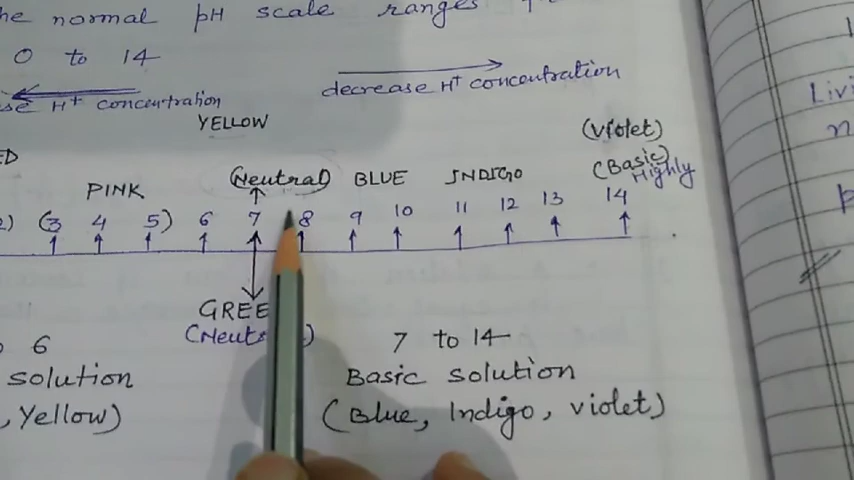 he normal pH scale ranges
0 to 14
se H+ concentration
decrease H+ concentration
YELLOW
(Violet)
ED
PINK
(Neutral)
BLUE
INDIGO
(Basic)
Highly
2) (3 4 5) 6 7 8 9 10 11 12 13 14
GREE
(Neut
6
7 to 14
solution
Basic solution
, Yellow)
(Blue, Indigo, violet)
Livi